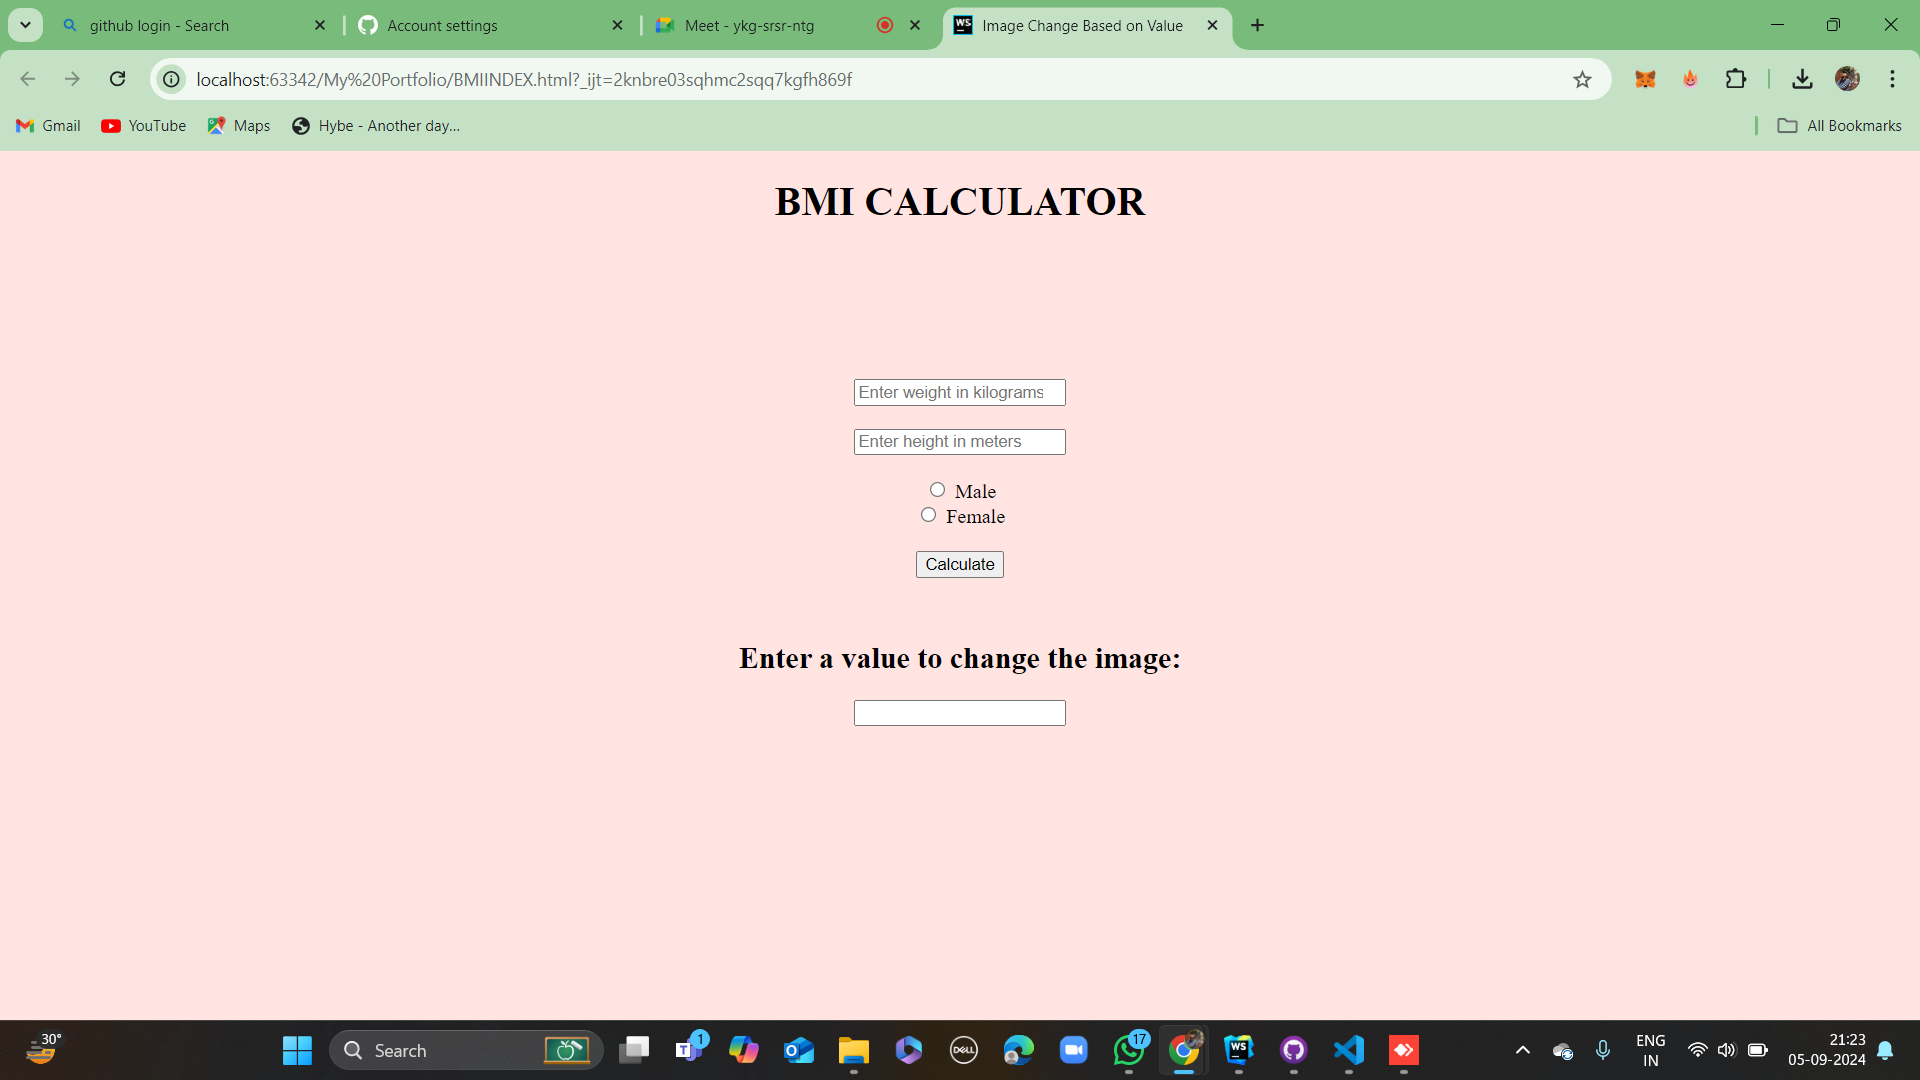 github login - Search
Account settings
Meet - ykg-srsr-ntg
WS
Image Change Based on Value
localhost:63342/My%20Portfolio/BMIINDEX.html?_ijt=2knbre03sqhmc2sqq7kgfh869f
Gmail
YouTube
Maps
Hybe - Another day...
All Bookmarks
BMI CALCULATOR
Enter weight in kilograms
Enter height in meters
Male
Female
Calculate
Enter a value to change the image:
30°
Search
1
DELL
17
WS
ENG
IN
21:23
05-09-2024